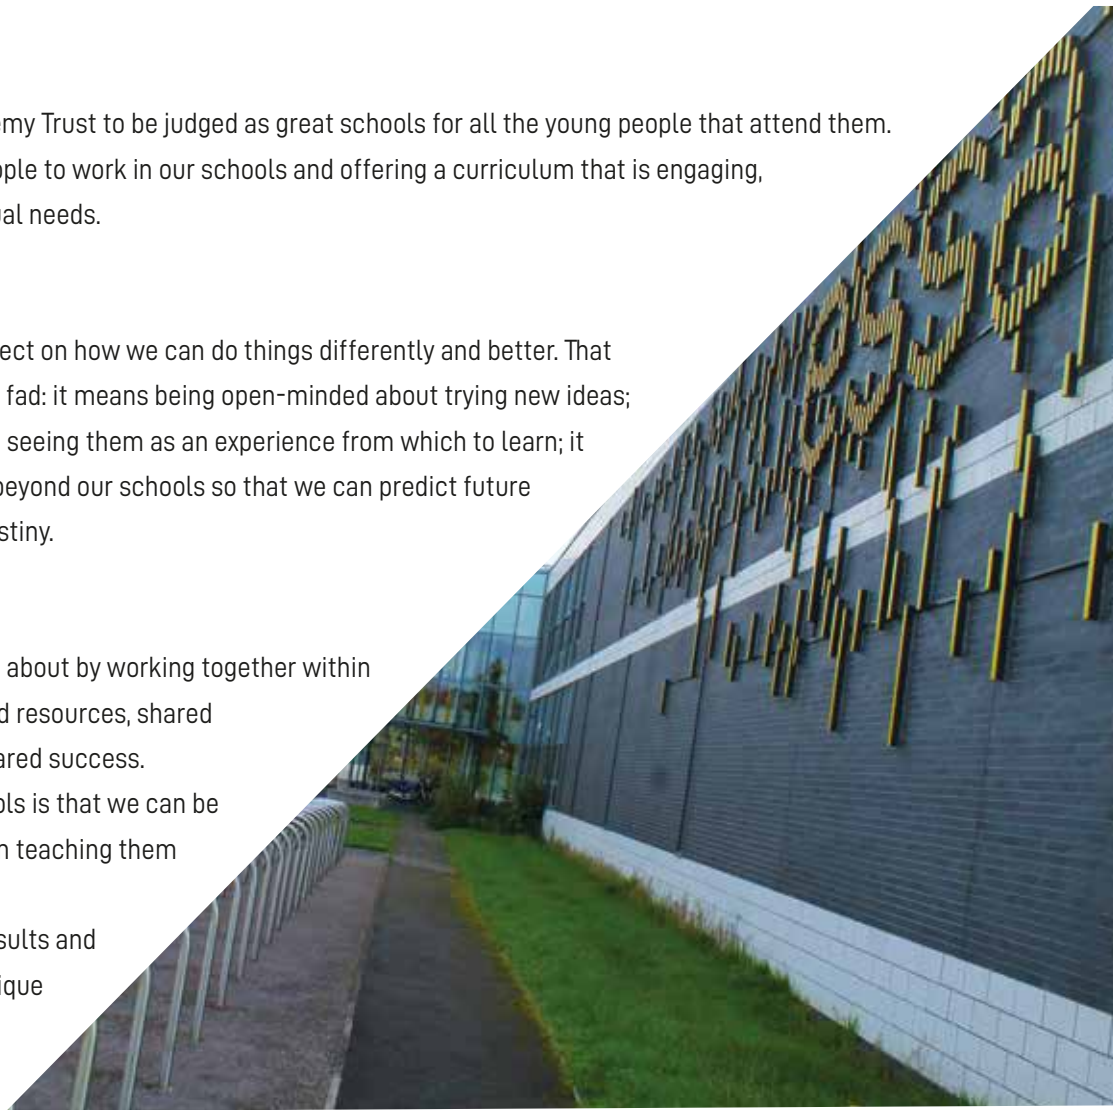 emy Trust to be judged as great schools for all the young people that attend them.
ople to work in our schools and offering a curriculum that is engaging,
ual needs.
ect on how we can do things differently and better. That
fad: it means being open-minded about trying new ideas;
seeing them as an experience from which to learn; it
beyond our schools so that we can predict future
stiny.
about by working together within
d resources, shared
ared success.
ols is that we can be
n teaching them
sults and
ique